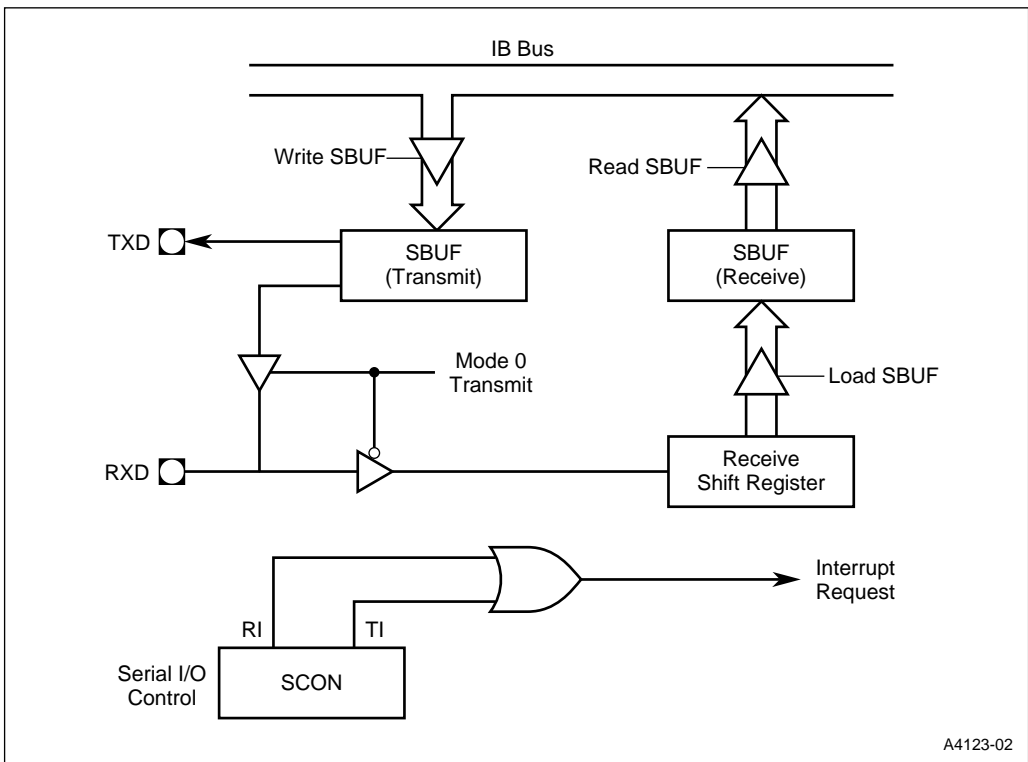 IB Bus
Write SBUF
Read SBUF
TXD
SBUF
(Transmit)
SBUF
(Receive)
Mode 0
Transmit
Load SBUF
RXD
Receive
Shift Register
Interrupt
Request
RI
TI
Serial I/O
Control
SCON
A4123-02